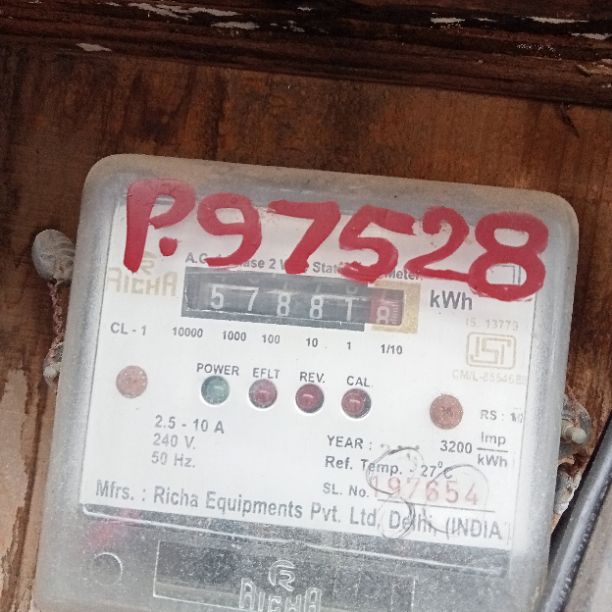 P.97528
RICHA
kWh
578818
IS. 13779
CL - 1
10000 1000 100 10 1 1/10
ISI
POWER EFLT REV. CAL.
2.5 - 10 A
240 V.
50 Hz.
YEAR :
3200 Imp/kWh
Ref. Temp. 27°C
SL. No. 197654
Mfrs. : Richa Equipments Pvt. Ltd. Delhi, (INDIA)
RICHA